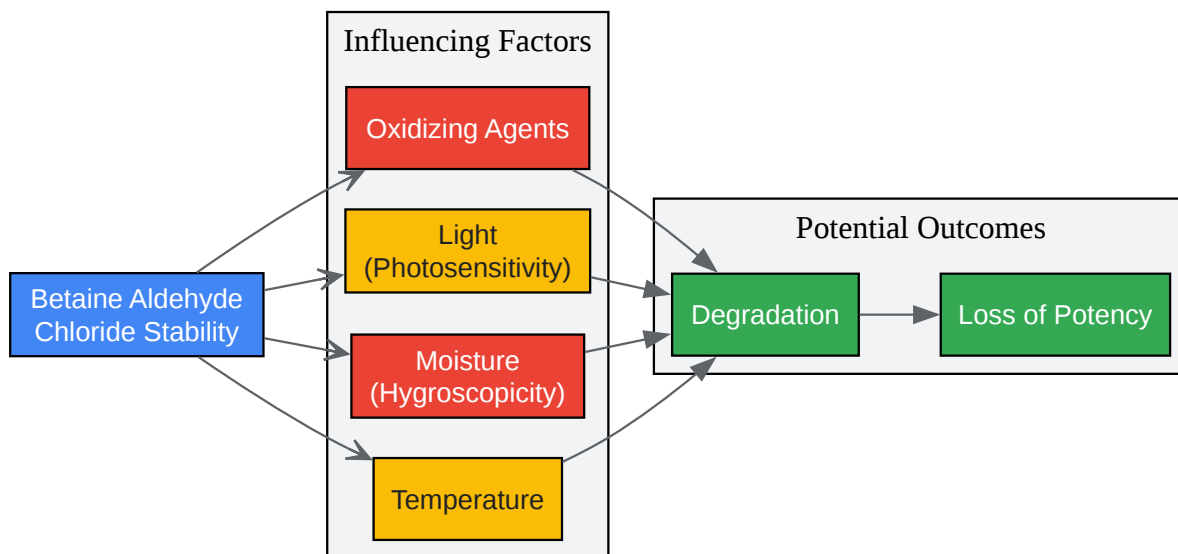 Influencing Factors
Oxidizing Agents
Light
(Photosensitivity)
Moisture
(Hygroscopicity)
Temperature
Betaine Aldehyde
Chloride Stability
Potential Outcomes
Degradation
Loss of Potency